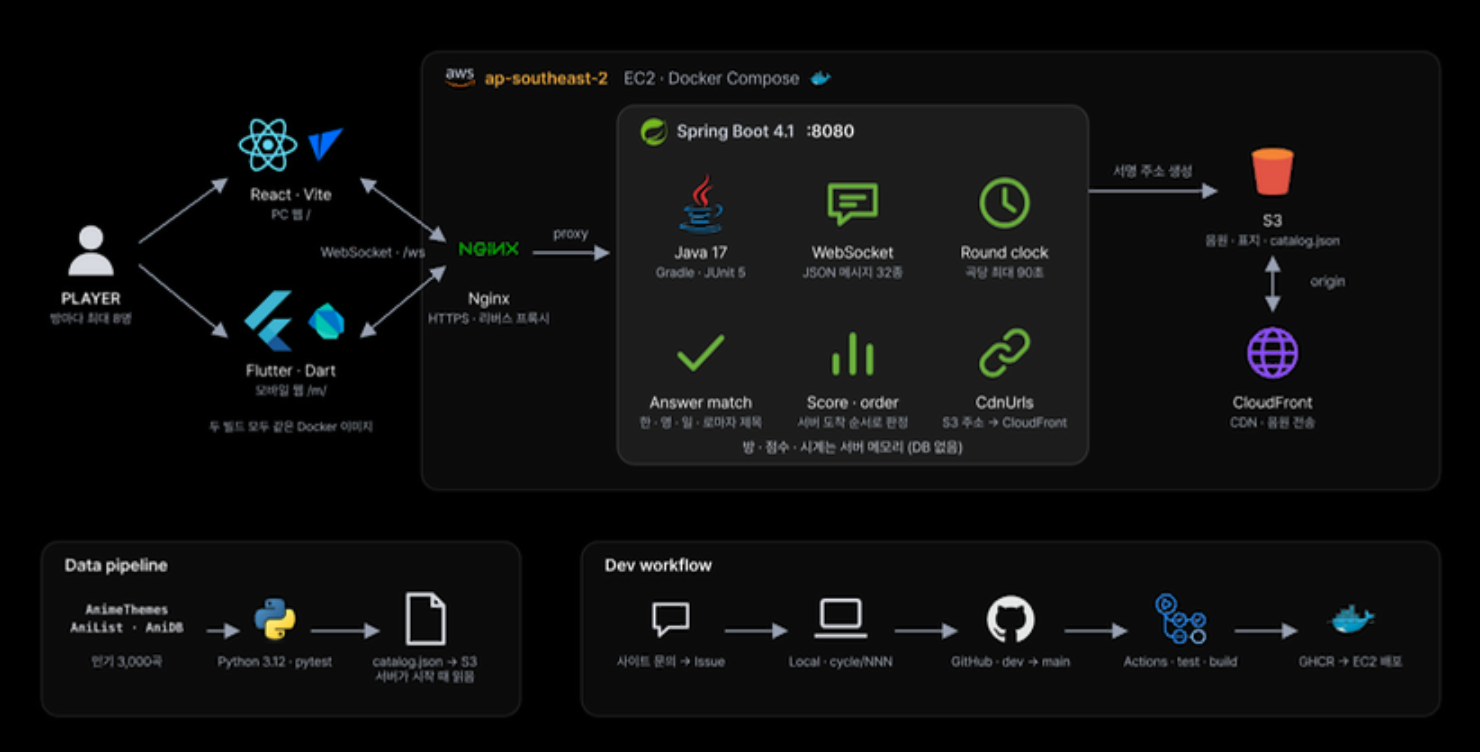 aws ap-southeast-2 EC2 · Docker Compose
Spring Boot 4.1 :8080
PLAYER
방마다 최대 8명
React · Vite
PC 웹 /
WebSocket · /ws
Flutter · Dart
모바일 웹 /m/
두 빌드 모두 같은 Docker 이미지
NGINX
Nginx
HTTPS · 리버스 프록시
proxy
Java 17
Gradle · JUnit 5
WebSocket
JSON 메시지 32종
Round clock
곡당 최대 90초
Answer match
한 · 영 · 일 · 로마자 제목
Score · order
서버 도착 순서로 판정
CdnUrls
S3 주소 → CloudFront
방 · 점수 · 시계는 서버 메모리 (DB 없음)
서명 주소 생성
S3
음원 · 표지 · catalog.json
origin
CloudFront
CDN · 음원 전송
Data pipeline
AnimeThemes
AniList · AniDB
인기 3,000곡
Python 3.12 · pytest
catalog.json → S3
서버가 시작 때 읽음
Dev workflow
사이트 문의 → Issue
Local · cycle/NNN
GitHub · dev → main
Actions · test · build
GHCR → EC2 배포